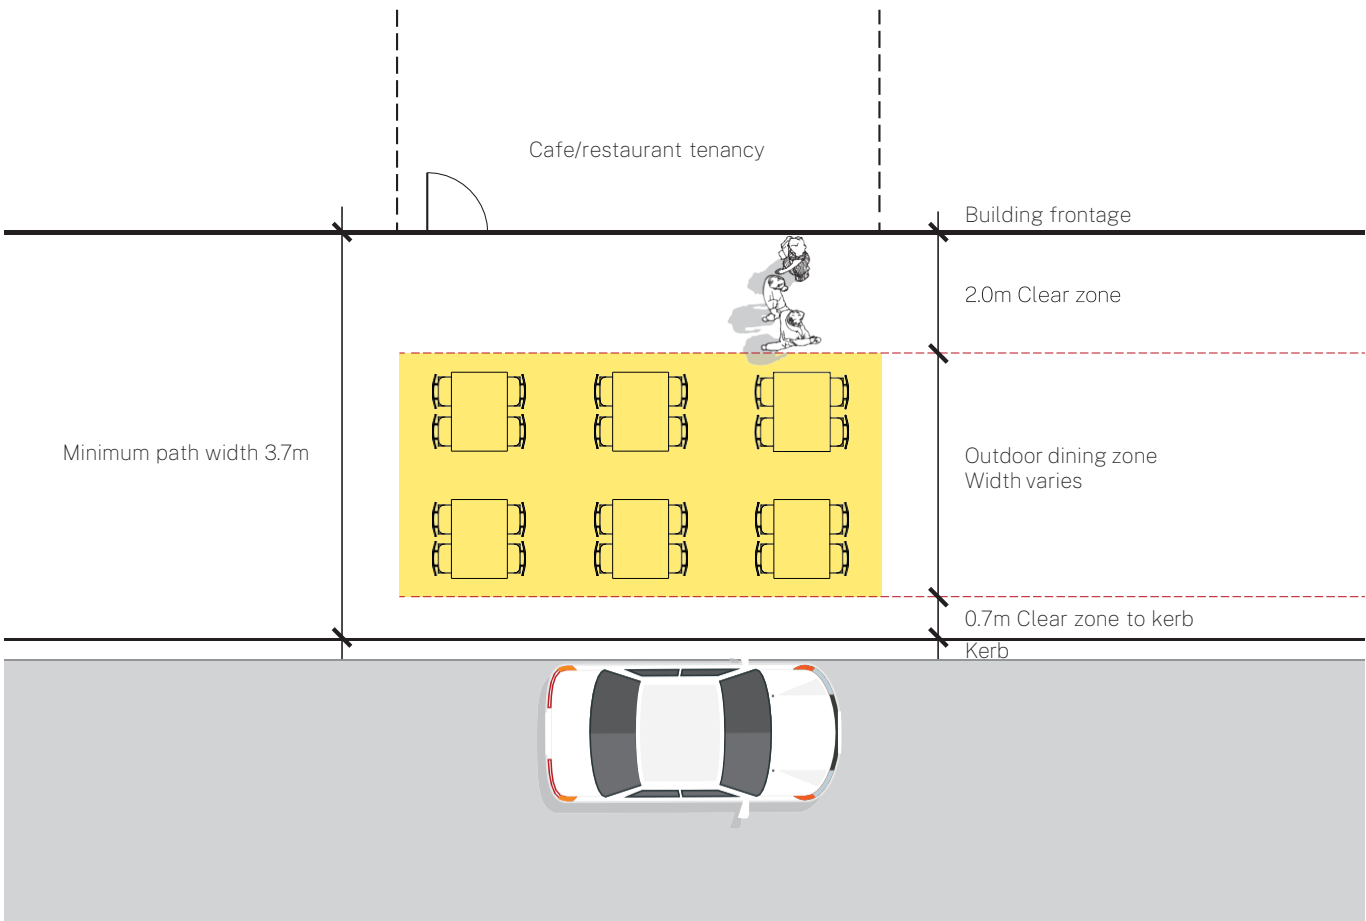 Cafe/restaurant tenancy
Building frontage
2.0m Clear zone
Minimum path width 3.7m
Outdoor dining zone
Width varies
0.7m Clear zone to kerb
Kerb